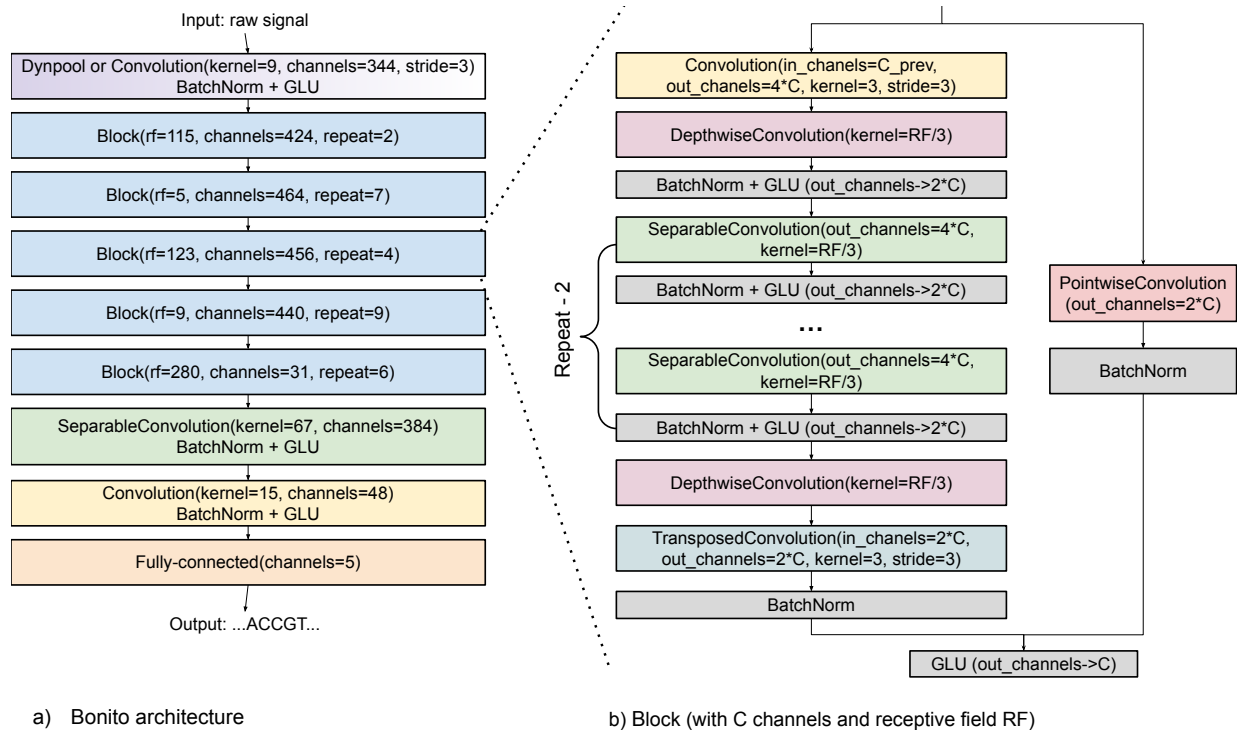 Input: raw signal
Dynpool or Convolution(kernel=9, channels=344, stride=3)
BatchNorm + GLU
Block(rf=115, channels=424, repeat=2)
Block(rf=5, channels=464, repeat=7)
Block(rf=123, channels=456, repeat=4)
Block(rf=9, channels=440, repeat=9)
Block(rf=280, channels=31, repeat=6)
SeparableConvolution(kernel=67, channels=384)
BatchNorm + GLU
Convolution(kernel=15, channels=48)
BatchNorm + GLU
Fully-connected(channels=5)
Output: ...ACCGT...
a) Bonito architecture
Convolution(in_chanels=C_prev,
out_channels=4*C, kernel=3, stride=3)
DepthwiseConvolution(kernel=RF/3)
BatchNorm + GLU (out_channels->2*C)
SeparableConvolution(out_channels=4*C,
kernel=RF/3)
BatchNorm + GLU (out_channels->2*C)
...
Repeat - 2
SeparableConvolution(out_channels=4*C,
kernel=RF/3)
BatchNorm + GLU (out_channels->2*C)
DepthwiseConvolution(kernel=RF/3)
TransposedConvolution(in_channels=2*C,
out_channels=2*C, kernel=3, stride=3)
BatchNorm
PointwiseConvolution
(out_channels=2*C)
BatchNorm
GLU (out_channels->C)
b) Block (with C channels and receptive field RF)